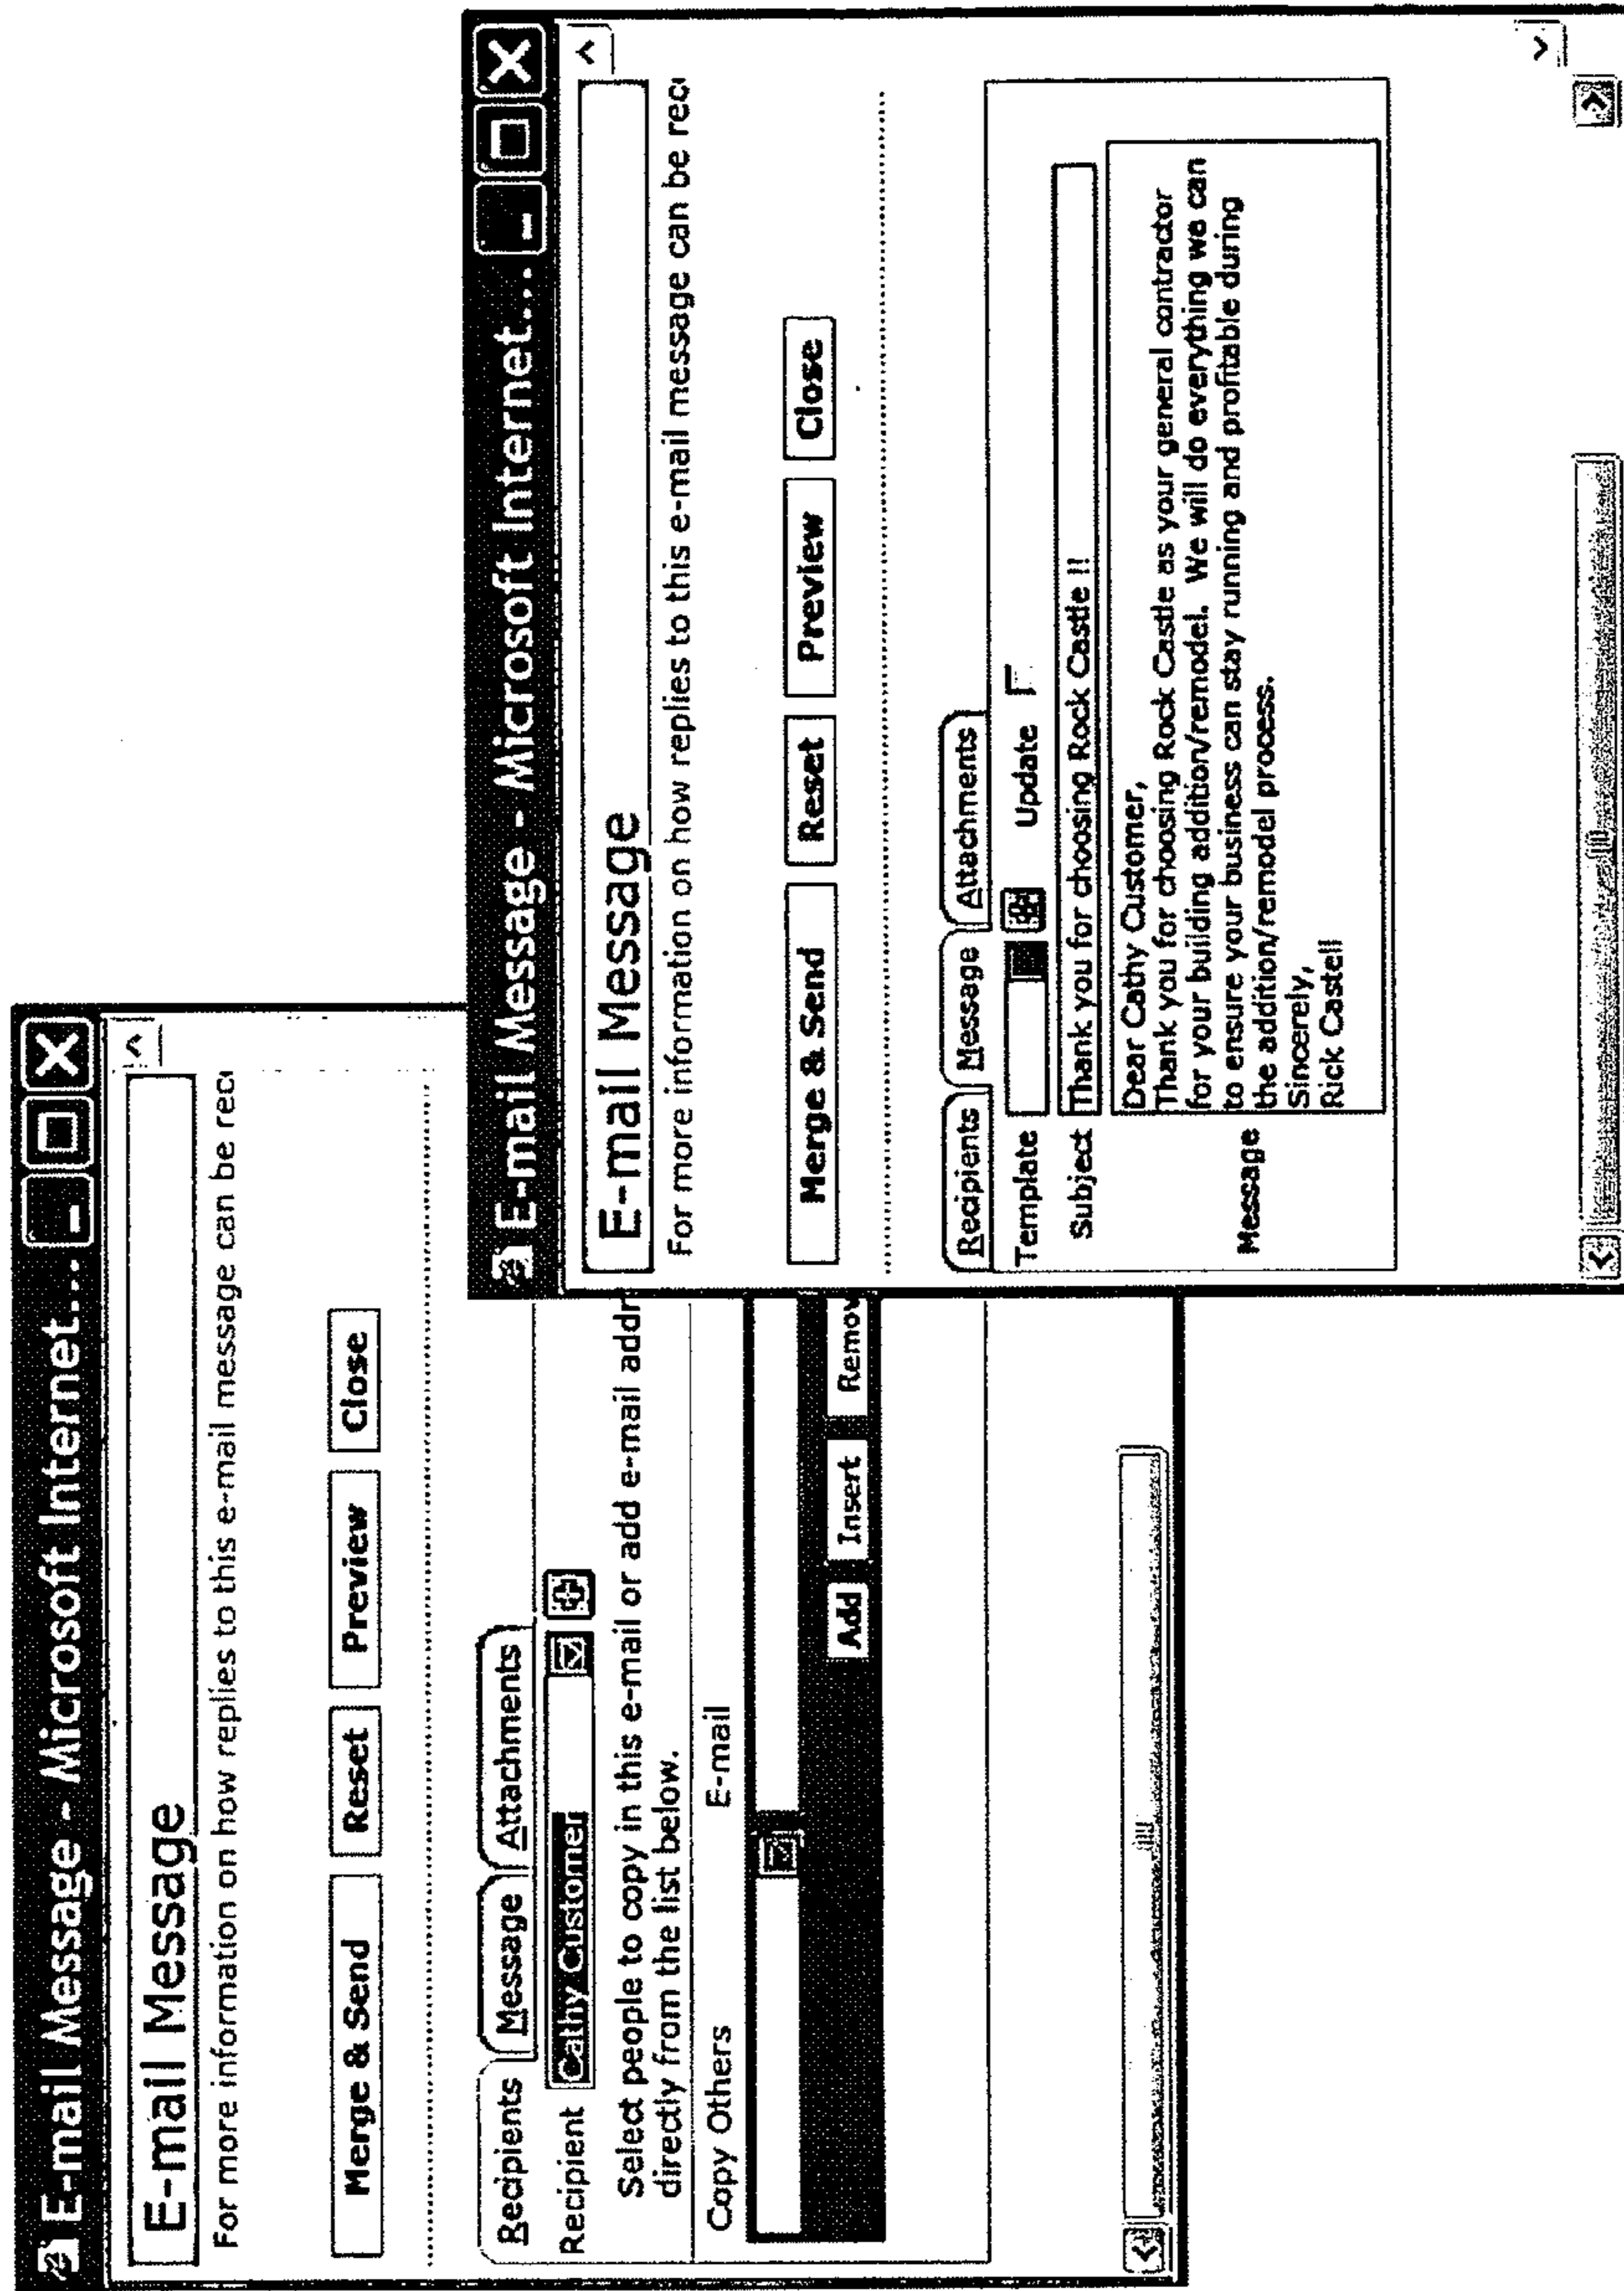 E-mail Message - Microsoft Internet...
E-mail Message
For more information on how replies to this e-mail message can be rec
Merge & Send Reset Preview Close
Recipients Message Attachments
Recipient Cathy Customer
Select people to copy in this e-mail or add e-mail addr
directly from the list below.
Copy Others E-mail
Add Insert Remov
E-mail Message - Microsoft Internet...
E-mail Message
For more information on how replies to this e-mail message can be rec
Merge & Send Reset Preview Close
Recipients Message Attachments
Template Update
Subject Thank you for choosing Rock Castle !!
Message
Dear Cathy Customer,
Thank you for choosing Rock Castle as your general contractor
for your building addition/remodel. We will do everything we can
to ensure your business can stay running and profitable during
the addition/remodel process.
Sincerely,
Rick Castell